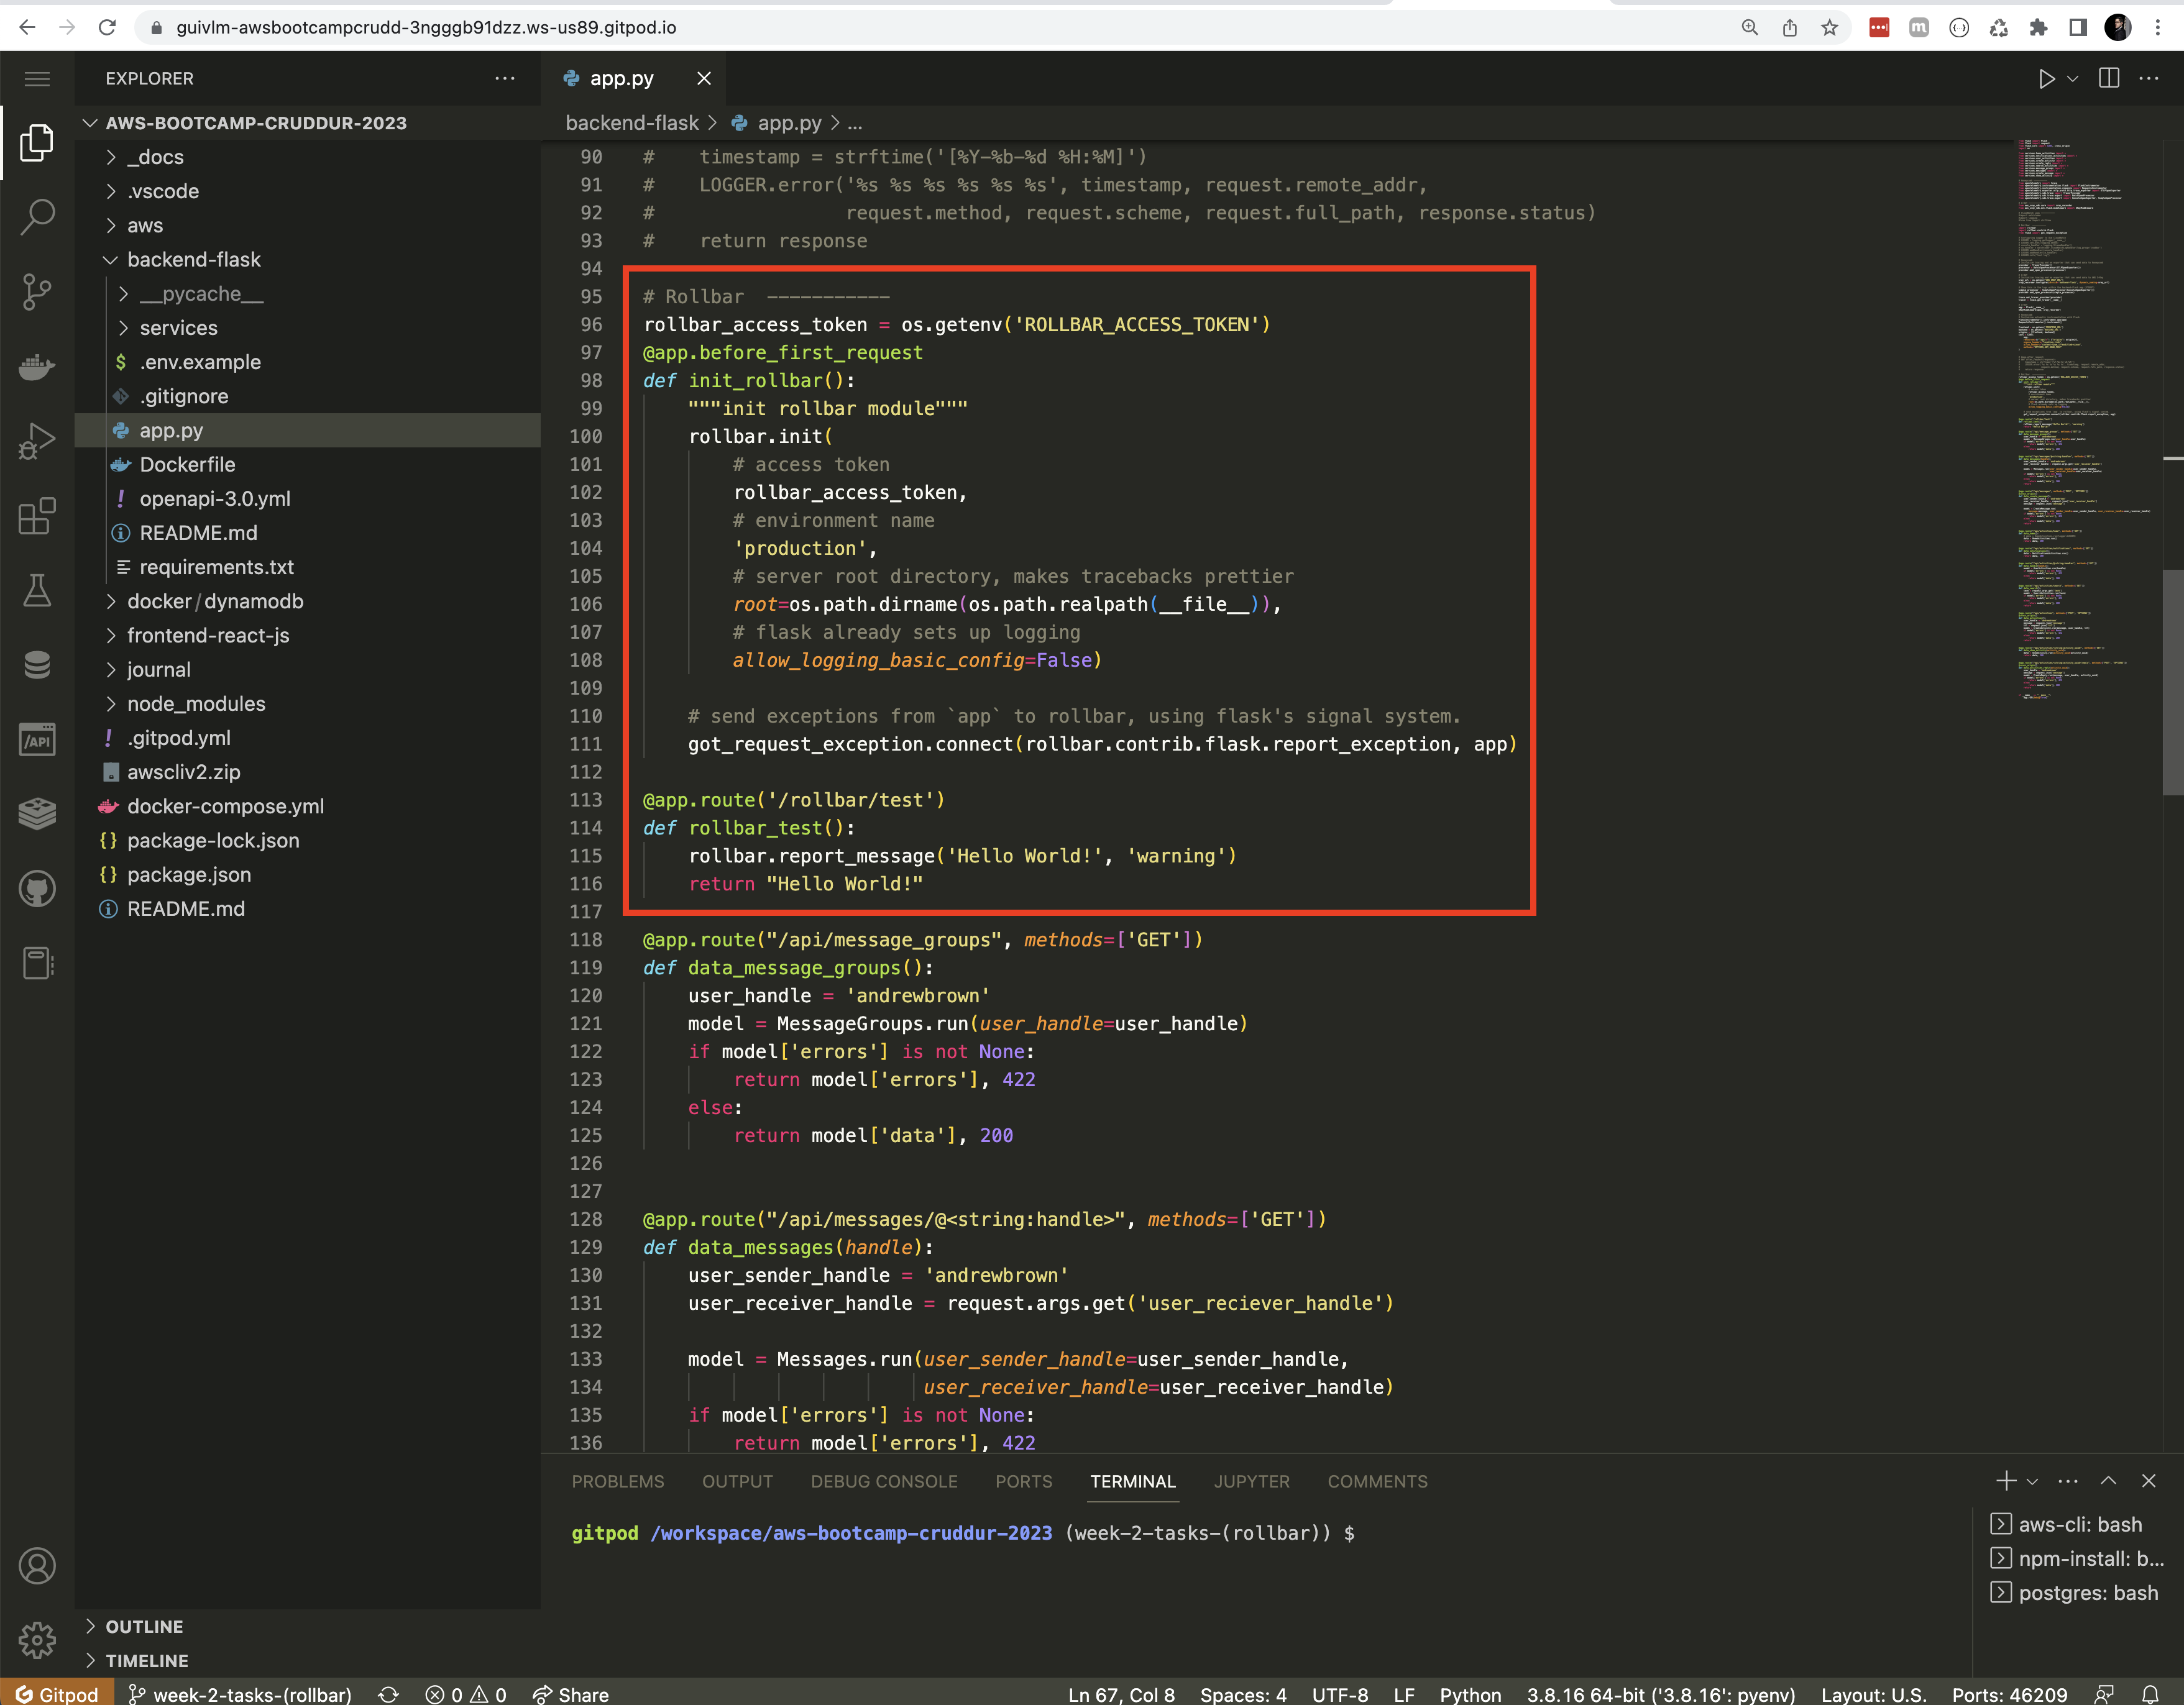 guivlm-awsbootcampcrudd-3ngggb91dzz.ws-us89.gitpod.io
EXPLORER
AWS-BOOTCAMP-CRUDDUR-2023
_docs
.vscode
aws
backend-flask
__pycache__
services
.env.example
.gitignore
app.py
Dockerfile
openapi-3.0.yml
README.md
requirements.txt
docker/dynamodb
frontend-react-js
journal
node_modules
.gitpod.yml
awscliv2.zip
docker-compose.yml
package-lock.json
package.json
README.md
OUTLINE
TIMELINE
app.py
backend-flask > app.py > ...
90 #    timestamp = strftime('[%Y-%b-%d %H:%M]')
91 #    LOGGER.error('%s %s %s %s %s %s', timestamp, request.remote_addr,
92 #                 request.method, request.scheme, request.full_path, response.status)
93 #    return response
94
95 # Rollbar  -----------
96 rollbar_access_token = os.getenv('ROLLBAR_ACCESS_TOKEN')
97 @app.before_first_request
98 def init_rollbar():
99     """init rollbar module"""
100     rollbar.init(
101         # access token
102         rollbar_access_token,
103         # environment name
104         'production',
105         # server root directory, makes tracebacks prettier
106         root=os.path.dirname(os.path.realpath(__file__)),
107         # flask already sets up logging
108         allow_logging_basic_config=False)
109
110     # send exceptions from `app` to rollbar, using flask's signal system.
111     got_request_exception.connect(rollbar.contrib.flask.report_exception, app)
112
113 @app.route('/rollbar/test')
114 def rollbar_test():
115     rollbar.report_message('Hello World!', 'warning')
116     return "Hello World!"
117
118 @app.route("/api/message_groups", methods=['GET'])
119 def data_message_groups():
120     user_handle = 'andrewbrown'
121     model = MessageGroups.run(user_handle=user_handle)
122     if model['errors'] is not None:
123         return model['errors'], 422
124     else:
125         return model['data'], 200
126
127
128 @app.route("/api/messages/@<string:handle>", methods=['GET'])
129 def data_messages(handle):
130     user_sender_handle = 'andrewbrown'
131     user_receiver_handle = request.args.get('user_reciever_handle')
132
133     model = Messages.run(user_sender_handle=user_sender_handle,
134                          user_receiver_handle=user_receiver_handle)
135     if model['errors'] is not None:
136         return model['errors'], 422
PROBLEMS OUTPUT DEBUG CONSOLE PORTS TERMINAL JUPYTER COMMENTS
gitpod /workspace/aws-bootcamp-cruddur-2023 (week-2-tasks-(rollbar)) $
aws-cli: bash
npm-install: b...
postgres: bash
Gitpod week-2-tasks-(rollbar) 0 0 Share Ln 67, Col 8 Spaces: 4 UTF-8 LF Python 3.8.16 64-bit ('3.8.16': pyenv) Layout: U.S. Ports: 46209